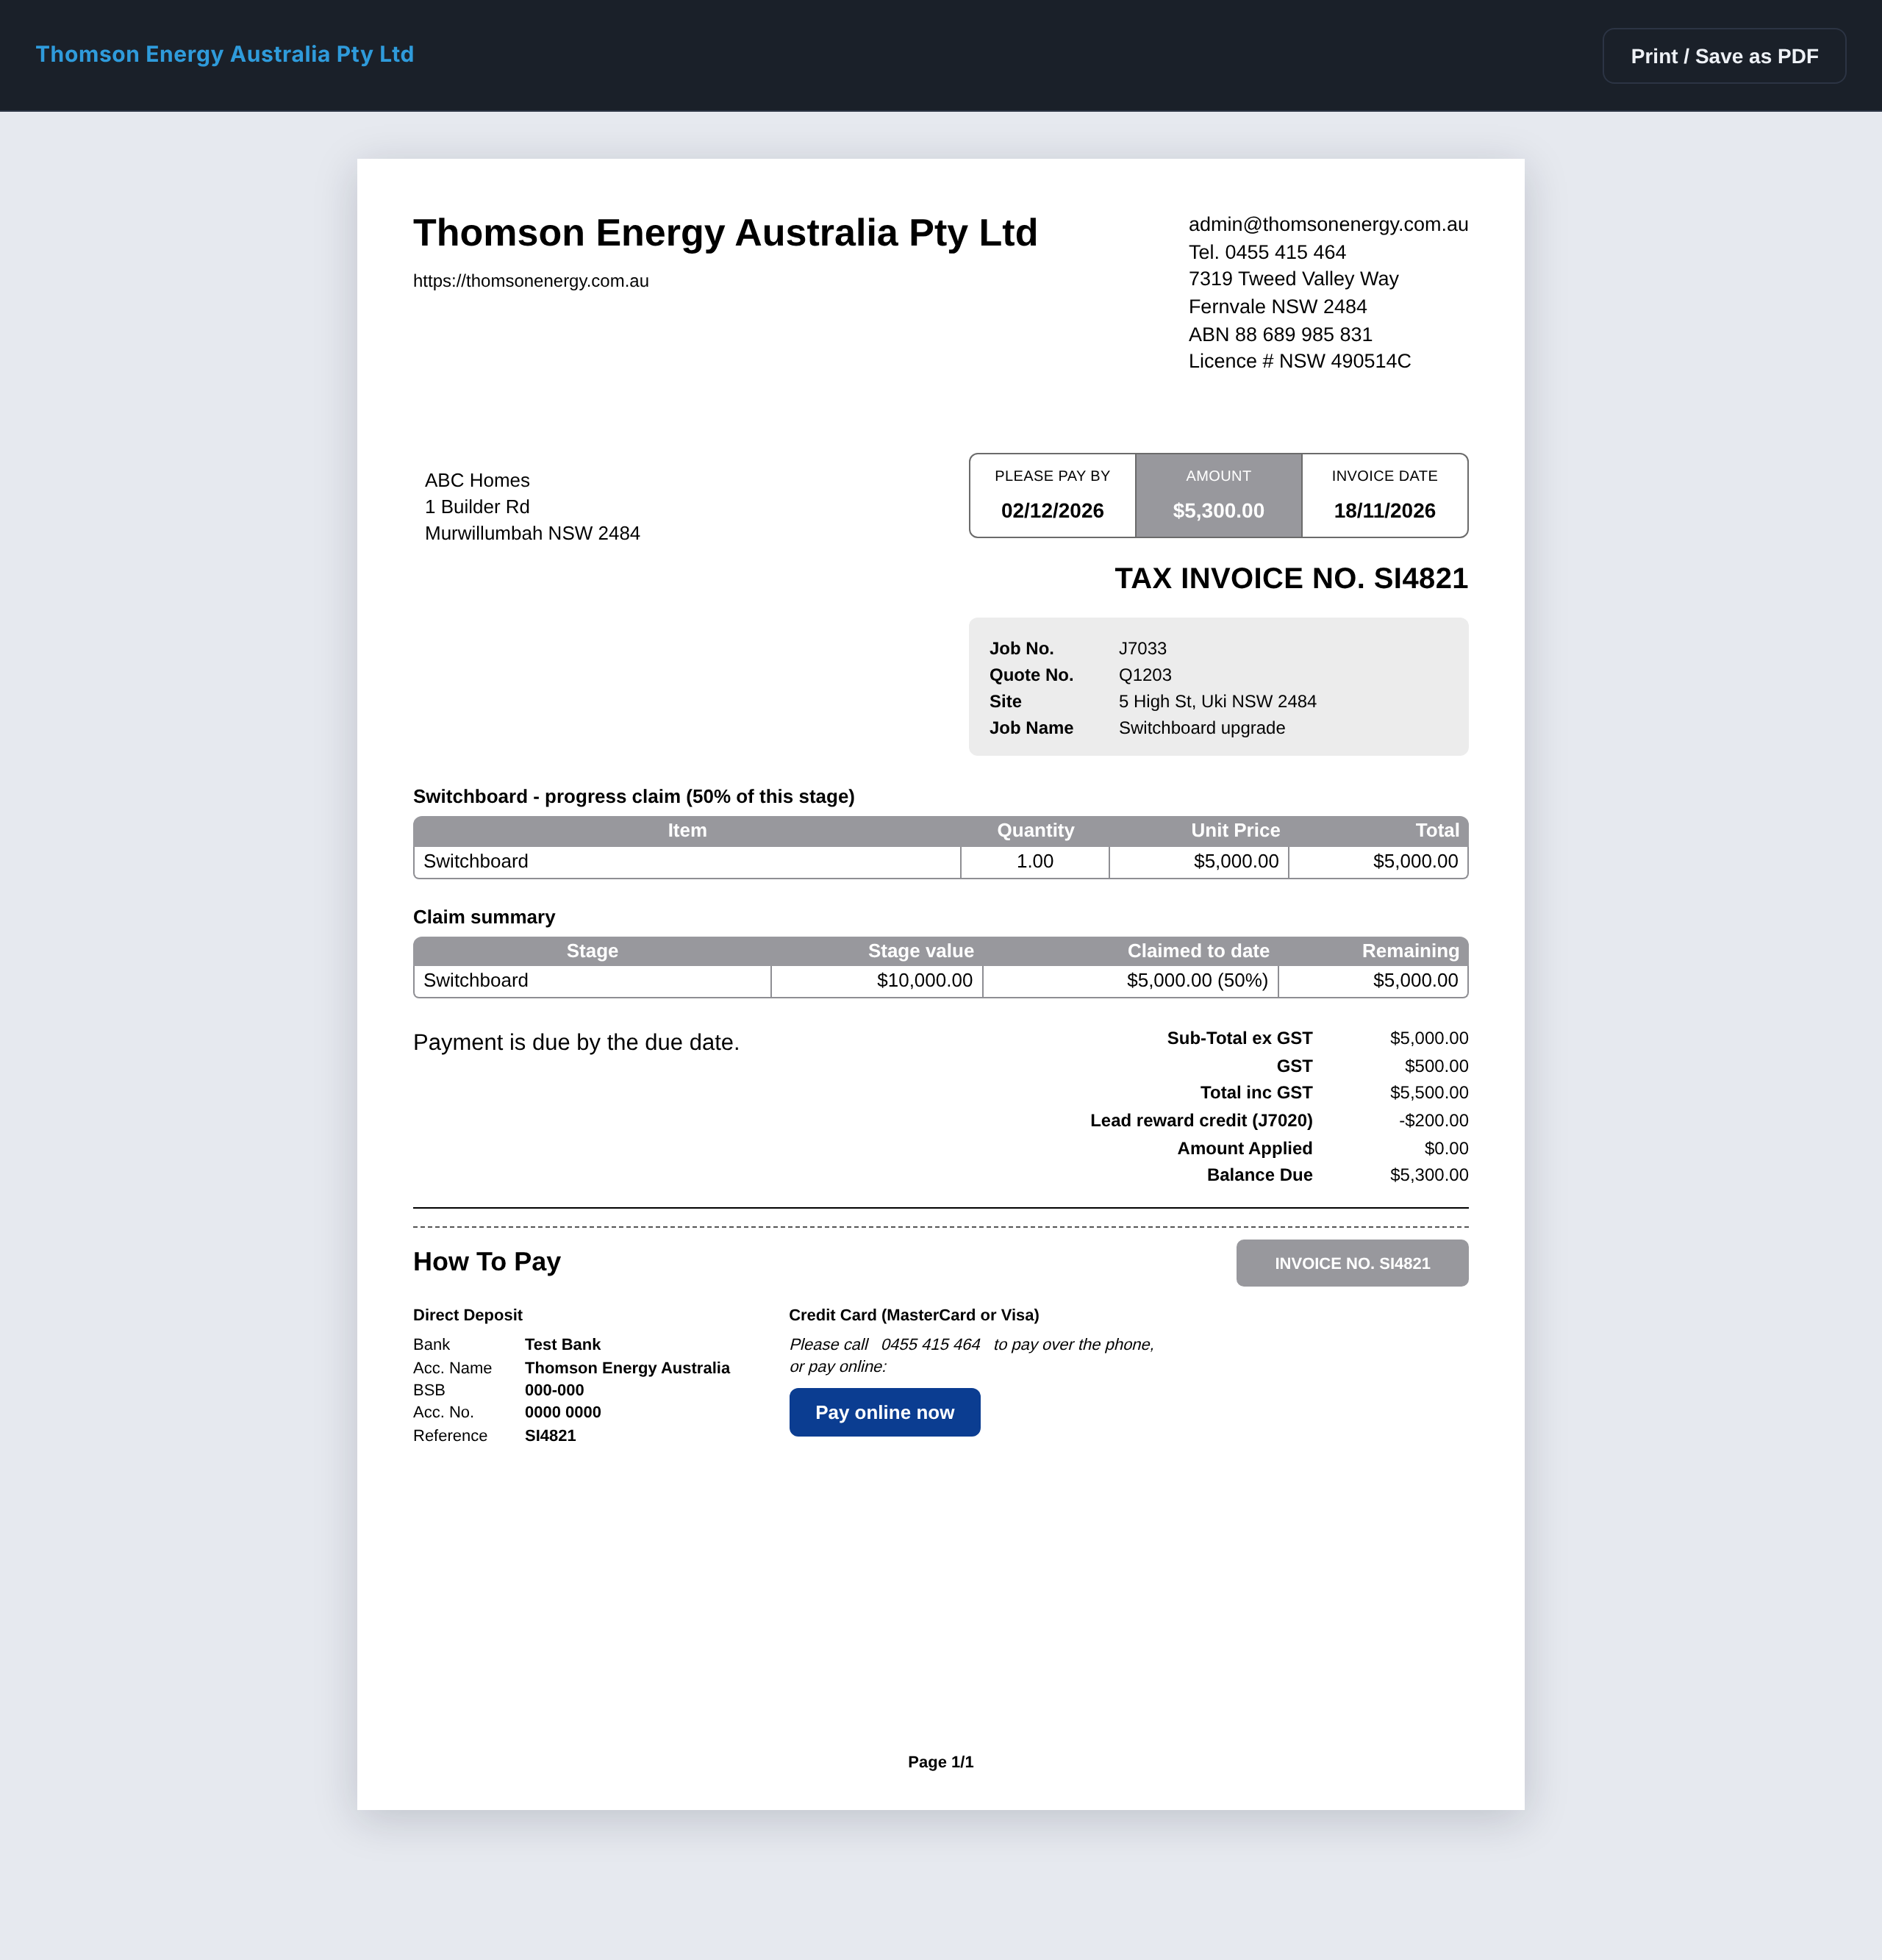 Thomson Energy Australia Pty Ltd
Print / Save as PDF
Thomson Energy Australia Pty Ltd
https://thomsonenergy.com.au
admin@thomsonenergy.com.au
Tel. 0455 415 464
7319 Tweed Valley Way
Fernvale NSW 2484
ABN 88 689 985 831
Licence # NSW 490514C
ABC Homes
1 Builder Rd
Murwillumbah NSW 2484
PLEASE PAY BY AMOUNT INVOICE DATE
02/12/2026 $5,300.00 18/11/2026
TAX INVOICE NO. SI4821
Job No. J7033
Quote No. Q1203
Site 5 High St, Uki NSW 2484
Job Name Switchboard upgrade
Switchboard - progress claim (50% of this stage)
Item Quantity Unit Price Total
Switchboard 1.00 $5,000.00 $5,000.00
Claim summary
Stage Stage value Claimed to date Remaining
Switchboard $10,000.00 $5,000.00 (50%) $5,000.00
Payment is due by the due date.
Sub-Total ex GST $5,000.00
GST $500.00
Total inc GST $5,500.00
Lead reward credit (J7020) -$200.00
Amount Applied $0.00
Balance Due $5,300.00
How To Pay
INVOICE NO. SI4821
Direct Deposit
Bank Test Bank
Acc. Name Thomson Energy Australia
BSB 000-000
Acc. No. 0000 0000
Reference SI4821
Credit Card (MasterCard or Visa)
Please call 0455 415 464 to pay over the phone,
or pay online:
Pay online now
Page 1/1